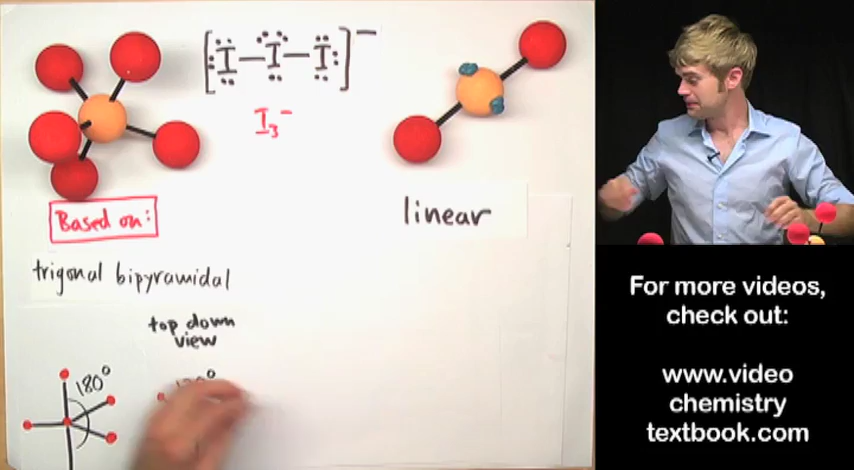 [I—I—I]⁻
I₃⁻
Based on:
linear
trigonal bipyramidal
top down
view
180°
For more videos,
check out:
www.video
chemistry
textbook.com